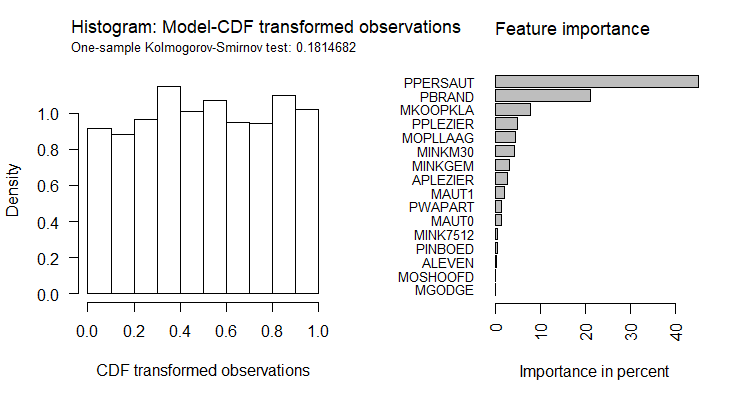 Histogram: Model-CDF transformed observations
One-sample Kolmogorov-Smirnov test: 0.1814682
Density
1.0
0.8
0.6
0.4
0.2
0.0
0.0 0.2 0.4 0.6 0.8 1.0
CDF transformed observations
Feature importance
PPERSAUT
PBRAND
MKOOPKLA
PPLEZIER
MOPLLAAG
MINKM30
MINKGEM
APLEZIER
MAUT1
PWAPART
MAUT0
MINK7512
PINBOED
ALEVEN
MOSHOOFD
MGODGE
0 10 20 30 40
Importance in percent